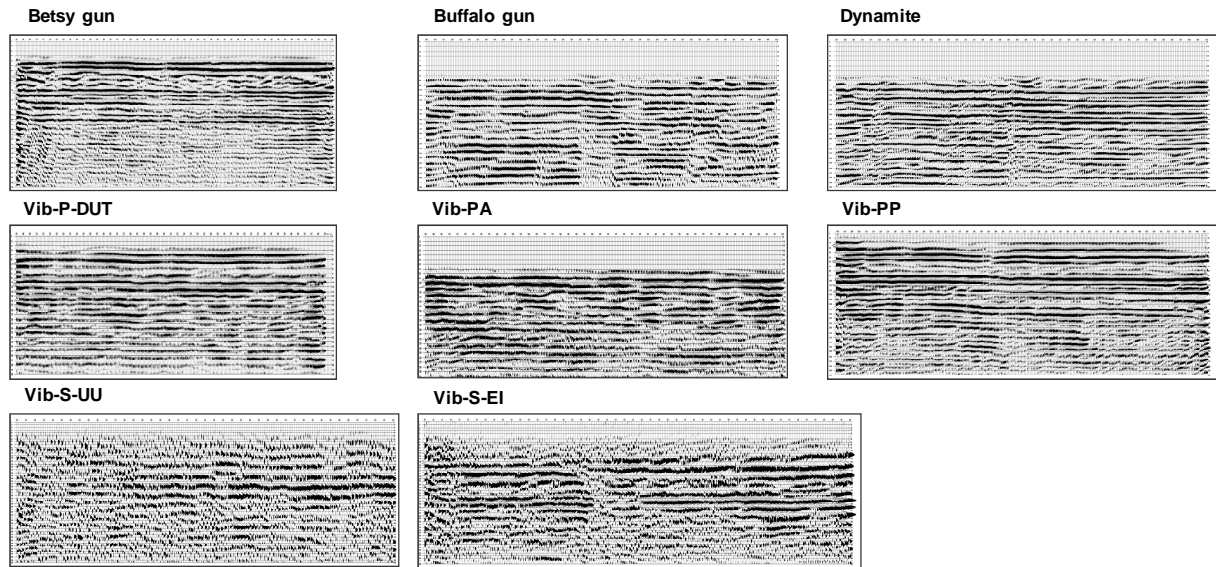 Betsy gun
Buffalo gun
Dynamite
Vib-P-DUT
Vib-PA
Vib-PP
Vib-S-UU
Vib-S-EI